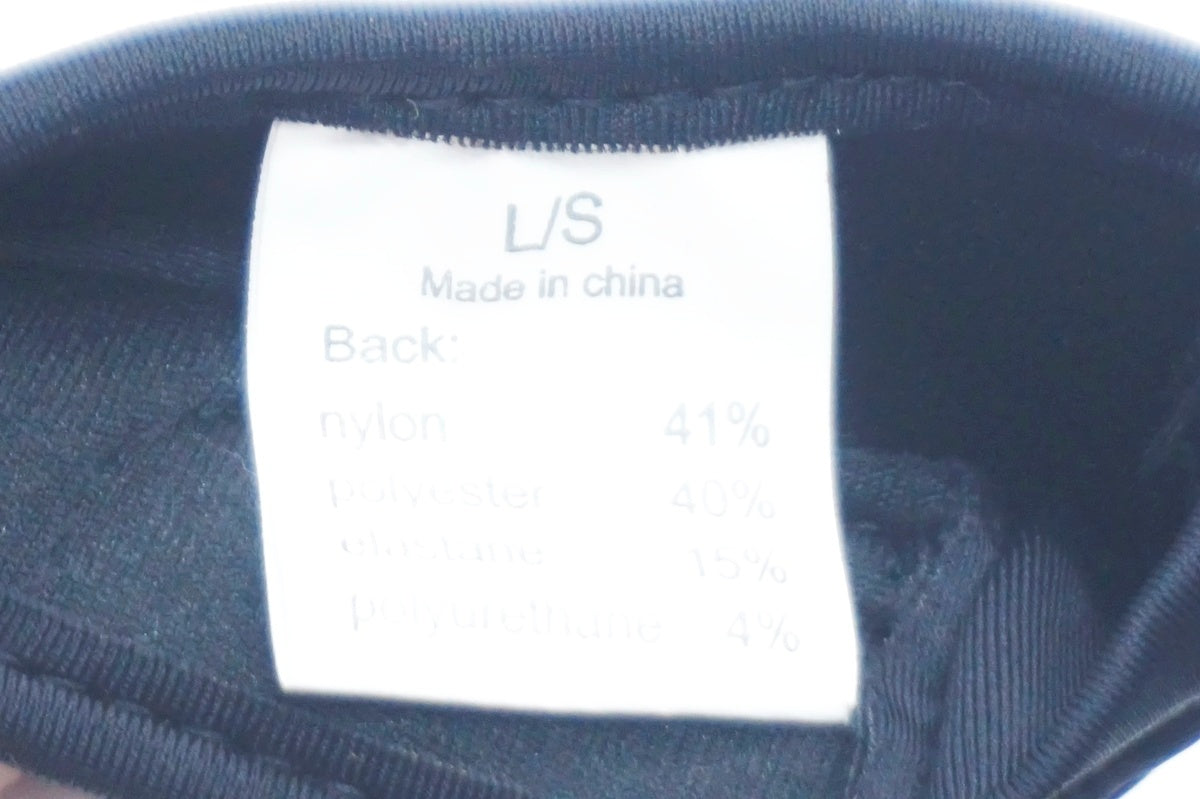 L/S
Made in china
Back:
nylon 41%
polyester 40%
elastane 15%
polyurethane 4%